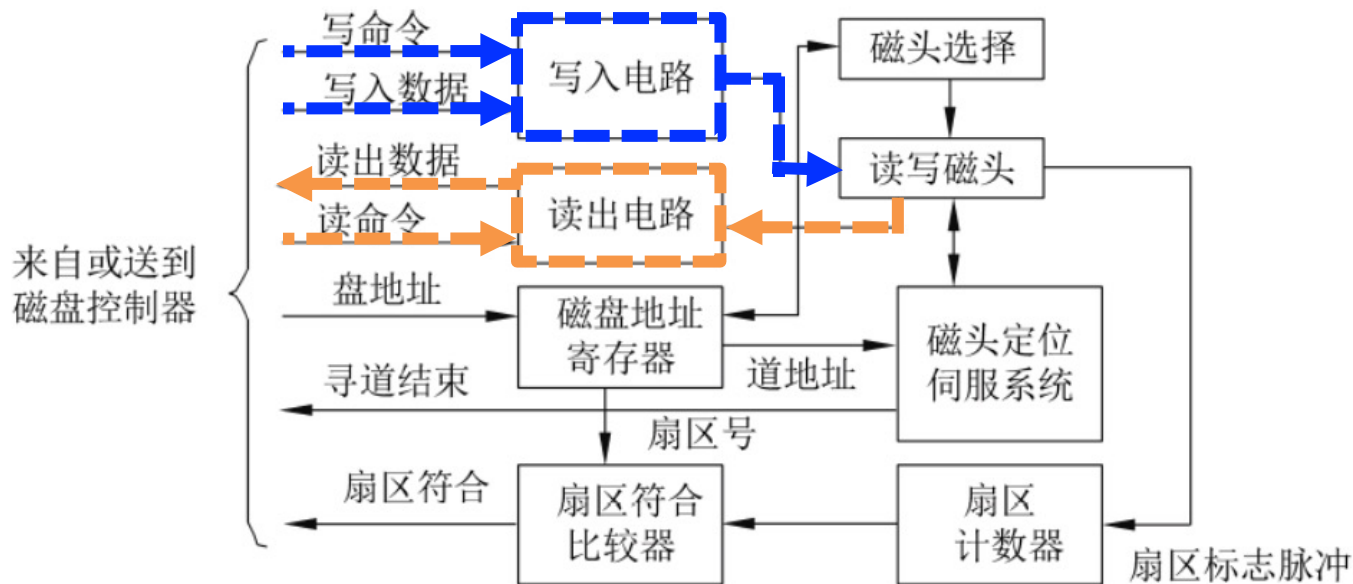 写命令
写入数据
写入电路
磁头选择
读写磁头
读出数据
读命令
读出电路
来自或送到
磁盘控制器
盘地址
磁盘地址
寄存器
道地址
磁头定位
伺服系统
寻道结束
扇区号
扇区符合
扇区符合
比较器
扇区
计数器
扇区标志脉冲